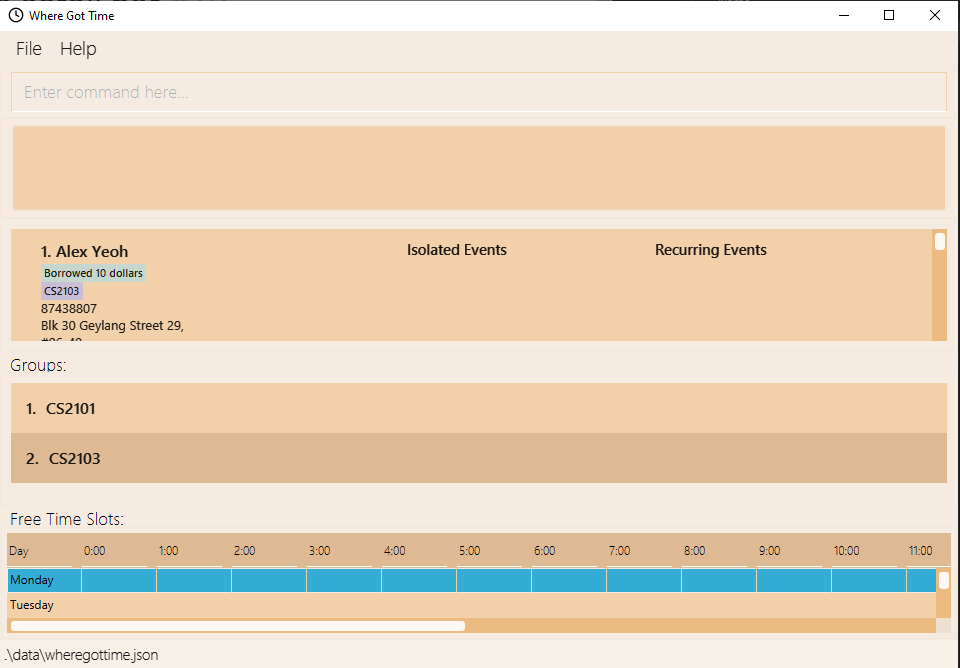 Where Got Time
File Help
Enter command here...
1. Alex Yeoh Isolated Events Recurring Events
Borrowed 10 dollars
CS2103
87438807
Blk 30 Geylang Street 29,
Groups:
1. CS2101
2. CS2103
Free Time Slots:
Day 0:00 1:00 2:00 3:00 4:00 5:00 6:00 7:00 8:00 9:00 10:00 11:00
Monday
Tuesday
.\data\wheregottime.json